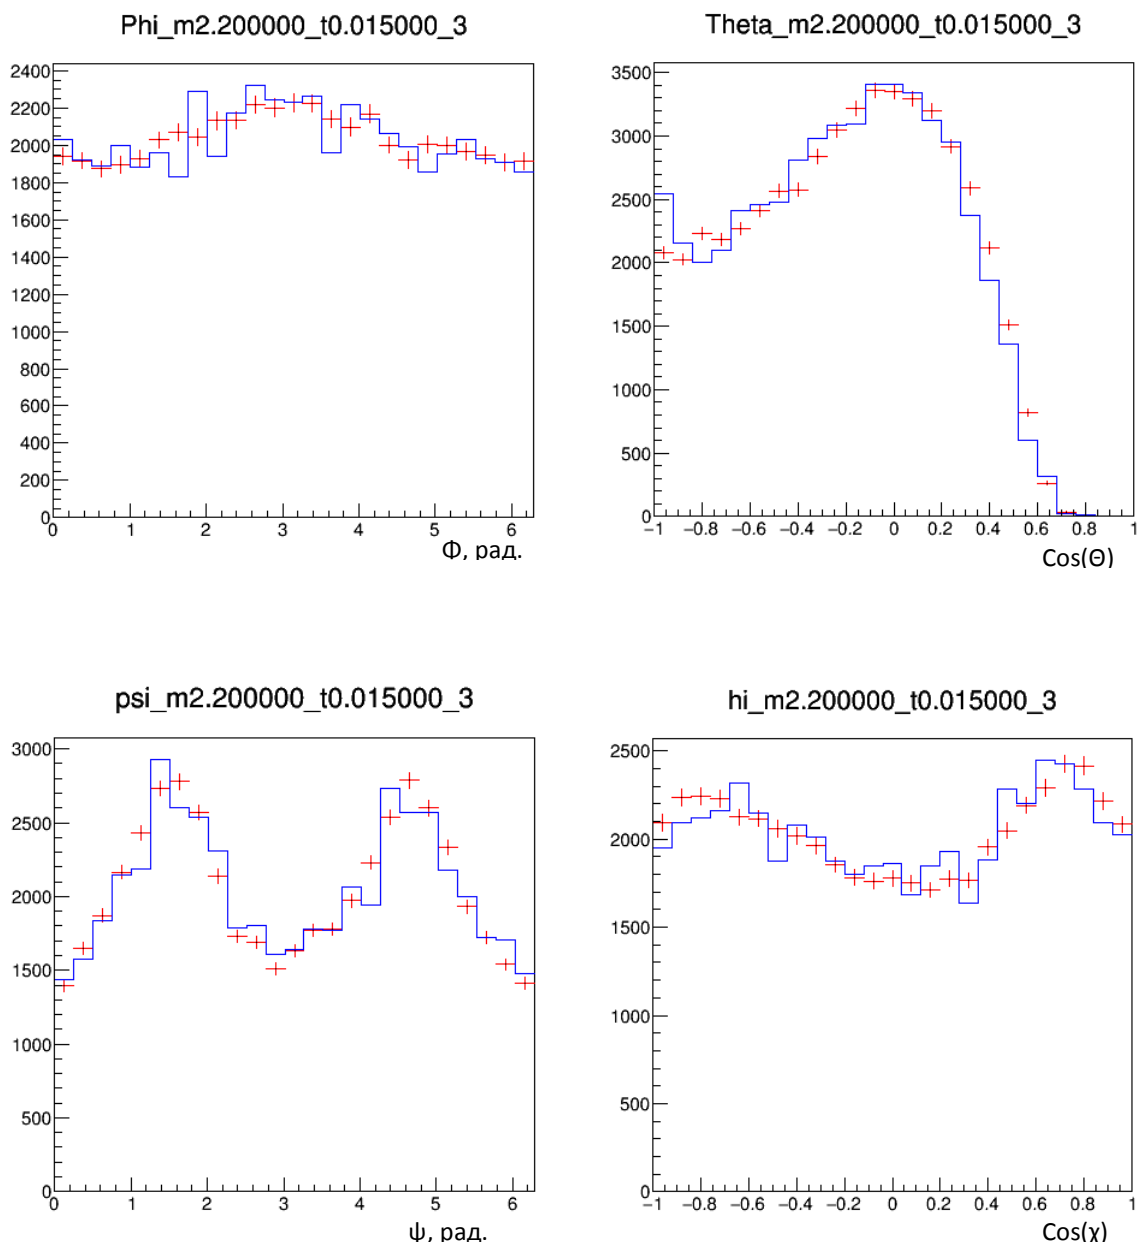 Phi_m2.200000_t0.015000_3
2400
2200
2000
1800
1600
1400
1200
1000
800
600
400
200
0
0 1 2 3 4 5 6
Φ, рад.
Theta_m2.200000_t0.015000_3
3500
3000
2500
2000
1500
1000
500
0
−1 −0.8 −0.6 −0.4 −0.2 0 0.2 0.4 0.6 0.8 1
Cos(Θ)
psi_m2.200000_t0.015000_3
3000
2500
2000
1500
1000
500
0
0 1 2 3 4 5 6
ψ, рад.
hi_m2.200000_t0.015000_3
2500
2000
1500
1000
500
0
−1 −0.8 −0.6 −0.4 −0.2 0 0.2 0.4 0.6 0.8 1
Cos(χ)